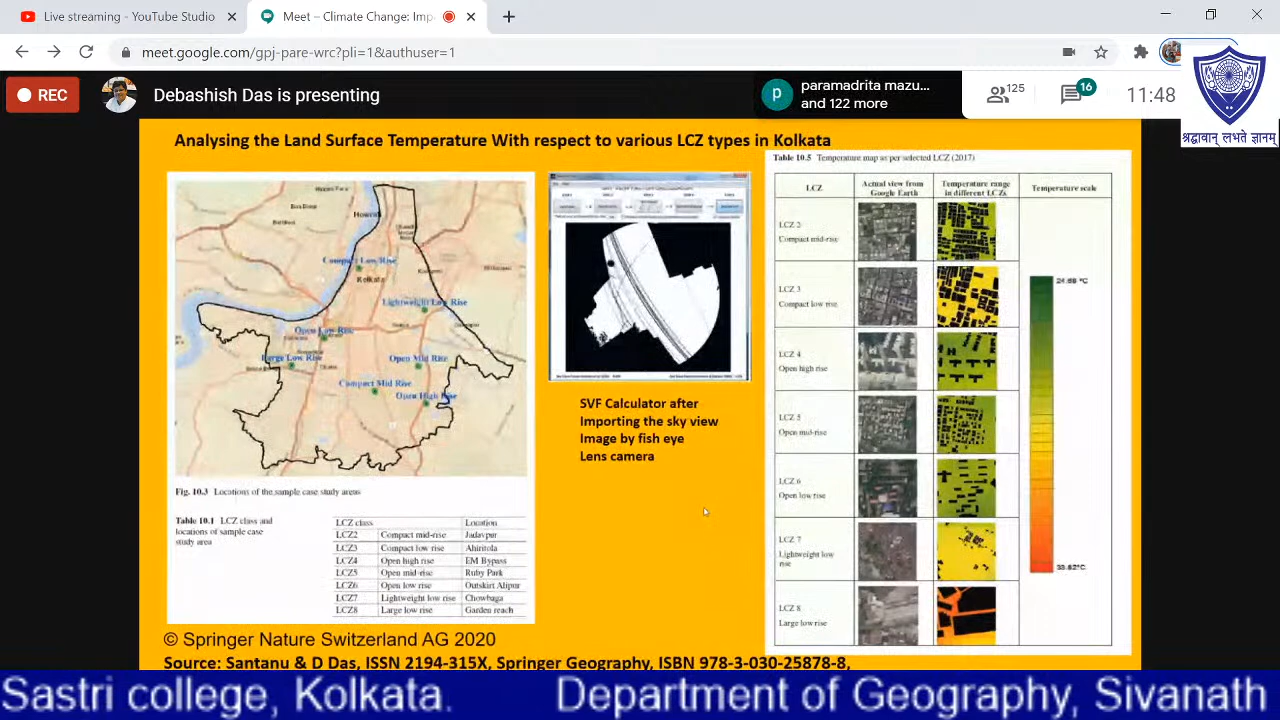 Live streaming - YouTube Studio
Meet – Climate Change: Imp
meet.google.com/gpj-pare-wrc?pli=1&authuser=1
REC
Debashish Das is presenting
p
paramadrita mazu...
and 122 more
125
16
11:48
श्रद्धावान् लभते ज्ञानम्
Analysing the Land Surface Temperature With respect to various LCZ types in Kolkata
Howrah
Compact Low Rise
Kolkata
Lightweight Low Rise
Open Low Rise
Large Low Rise
Open Mid Rise
Compact Mid Rise
Open High Rise
Fig. 10.3 Locations of the sample case study areas
Table 10.1 LCZ class and
locations of sample case
study area
LCZ class Location
LCZ2 Compact mid-rise Jadavpur
LCZ3 Compact low rise Ahiritola
LCZ4 Open high rise EM Bypass
LCZ5 Open mid-rise Ruby Park
LCZ6 Open low rise Outskirt Alipur
LCZ7 Lightweight low rise Chowbaga
LCZ8 Large low rise Garden reach
SVF Calculator after
Importing the sky view
Image by fish eye
Lens camera
Table 10.5 Temperature map as per selected LCZ (2017)
LCZ
Actual view from
Google Earth
Temperature range
in different LCZs
Temperature scale
LCZ 2
Compact mid-rise
LCZ 3
Compact low rise
LCZ 4
Open high rise
LCZ 5
Open mid-rise
LCZ 6
Open low rise
LCZ 7
Lightweight low
rise
LCZ 8
Large low rise
© Springer Nature Switzerland AG 2020
Source: Santanu & D Das, ISSN 2194-315X, Springer Geography, ISBN 978-3-030-25878-8,
Sastri college, Kolkata. Department of Geography, Sivanath